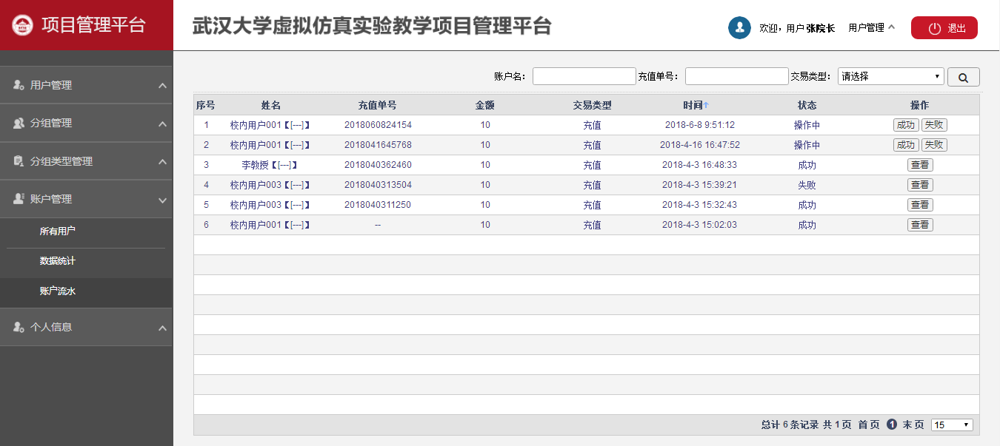 项目管理平台
武汉大学虚拟仿真实验教学项目管理平台
欢迎，用户 张院长 用户管理 退出
用户管理
分组管理
分组类型管理
账户管理
所有用户
数据统计
账户流水
个人信息
账户名： 充值单号： 交易类型： 请选择
序号 姓名 充值单号 金额 交易类型 时间↑ 状态 操作
1 校内用户001【[---]】 2018060824154 10 充值 2018-6-8 9:51:12 操作中 成功 失败
2 校内用户001【[---]】 2018041645768 10 充值 2018-4-16 16:47:52 操作中 成功 失败
3 李教授【[---]】 2018040362460 10 充值 2018-4-3 16:48:33 成功 查看
4 校内用户003【[---]】 2018040313504 10 充值 2018-4-3 15:39:21 失败 查看
5 校内用户003【[---]】 2018040311250 10 充值 2018-4-3 15:32:43 成功 查看
6 校内用户001【[---]】 -- 10 充值 2018-4-3 15:02:03 成功 查看
总计 6 条记录 共 1 页 首 页 1 末 页 15